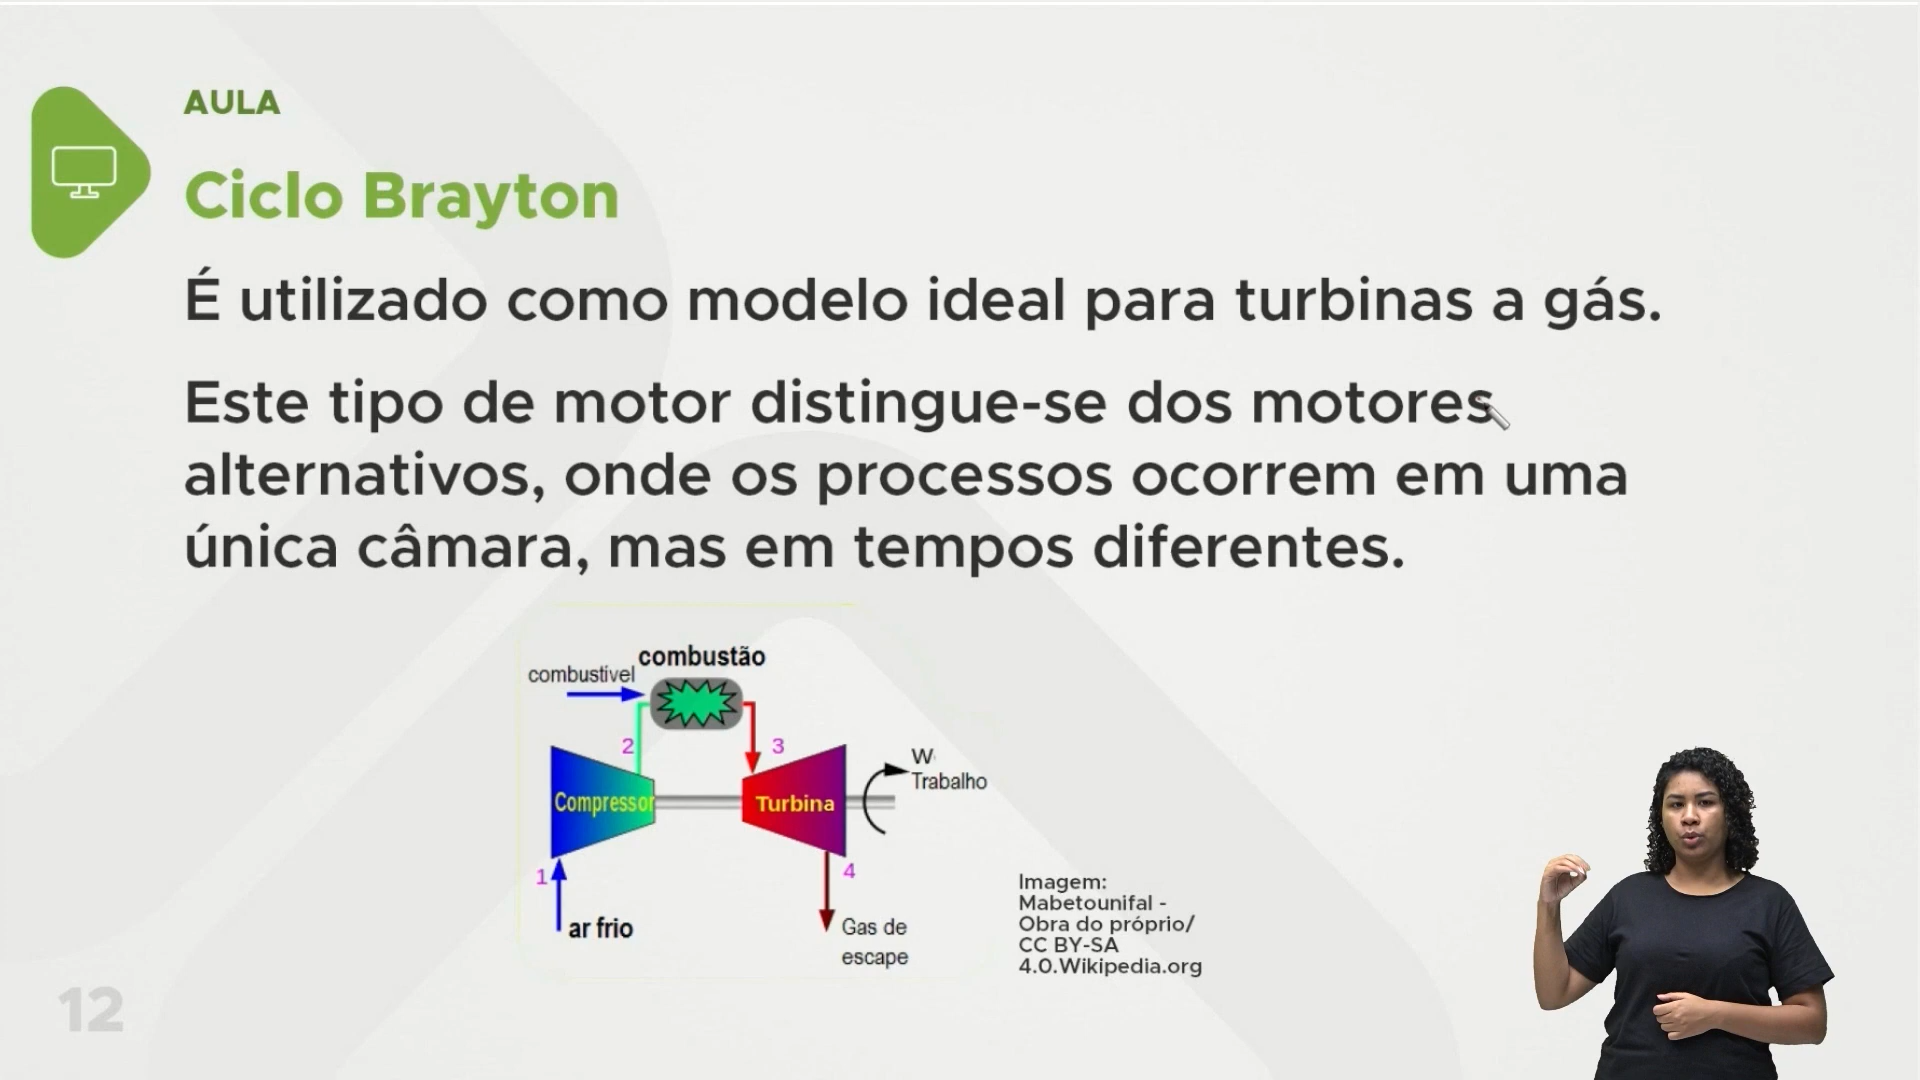 AULA
Ciclo Brayton
É utilizado como modelo ideal para turbinas a gás.
Este tipo de motor distingue-se dos motores
alternativos, onde os processos ocorrem em uma
única câmara, mas em tempos diferentes.
combustão
combustível
2
3
W
Trabalho
Compressor
Turbina
1
4
ar frio
Gas de
escape
Imagem:
Mabetounifal -
Obra do próprio/
CC BY-SA
4.0.Wikipedia.org
12